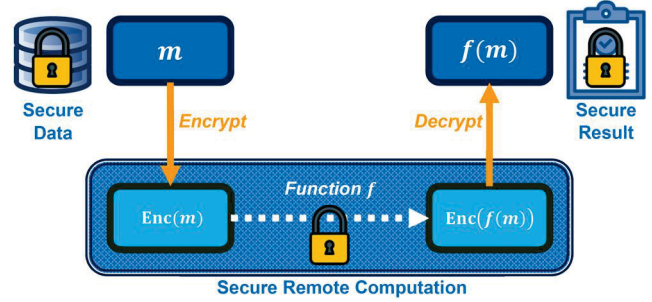 m
f(m)
Secure
Data
Encrypt
Decrypt
Secure
Result
Function f
Enc(m)
Enc(f(m))
Secure Remote Computation